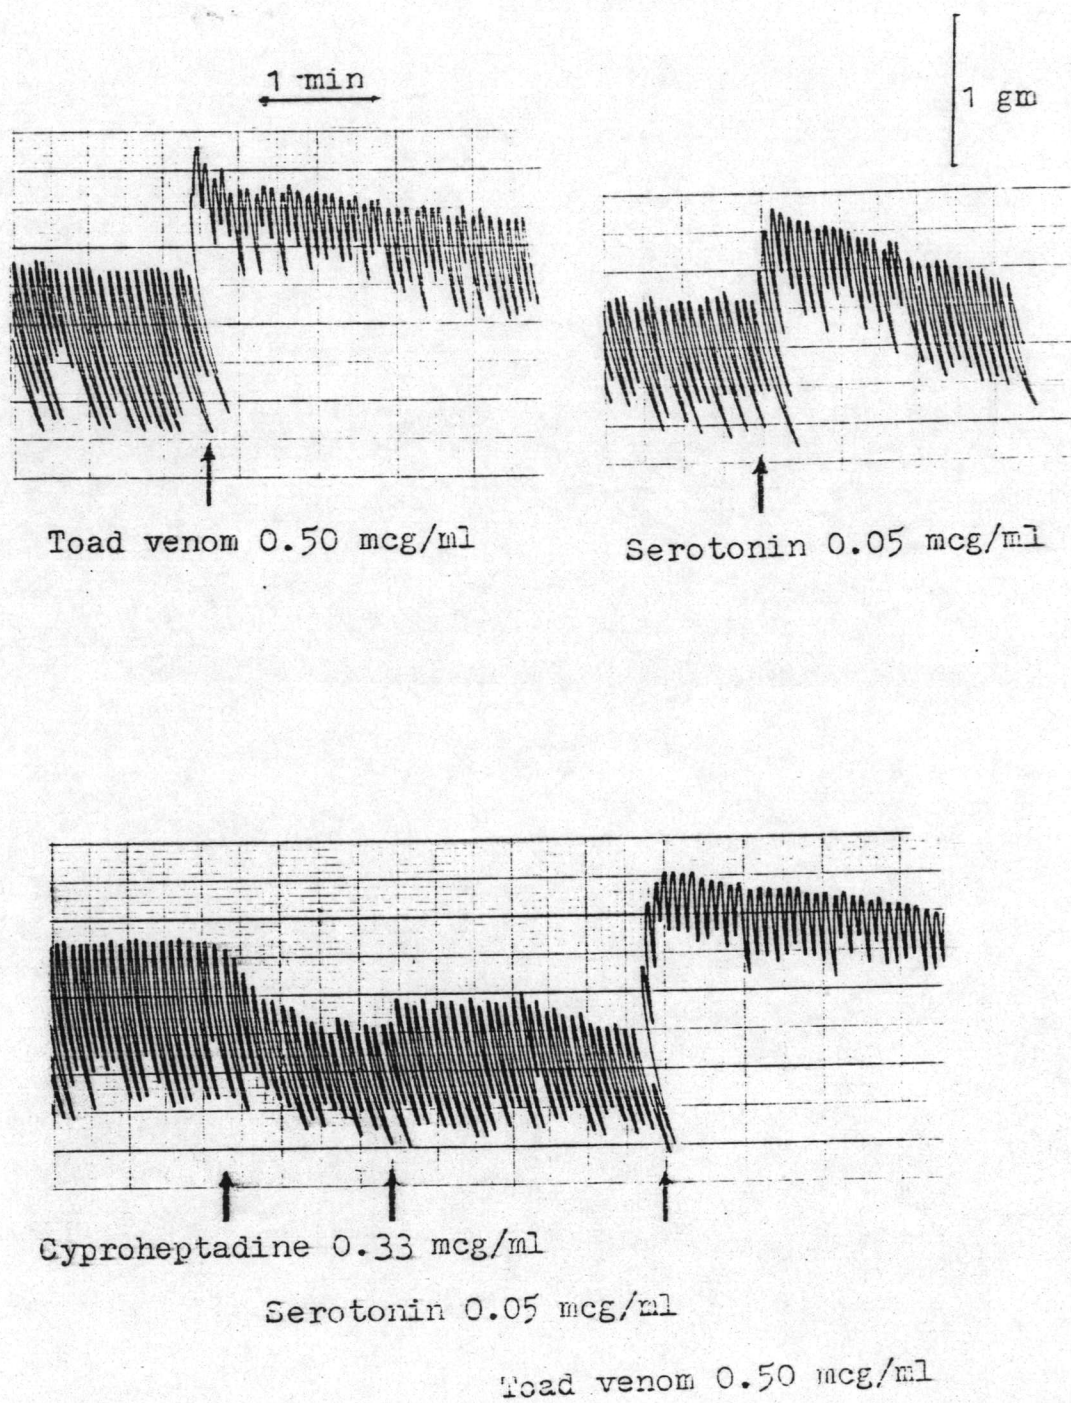 1 min
1 gm
Toad venom 0.50 mcg/ml
Serotonin 0.05 mcg/ml
Cyproheptadine 0.33 mcg/ml
Serotonin 0.05 mcg/ml
Toad venom 0.50 mcg/ml